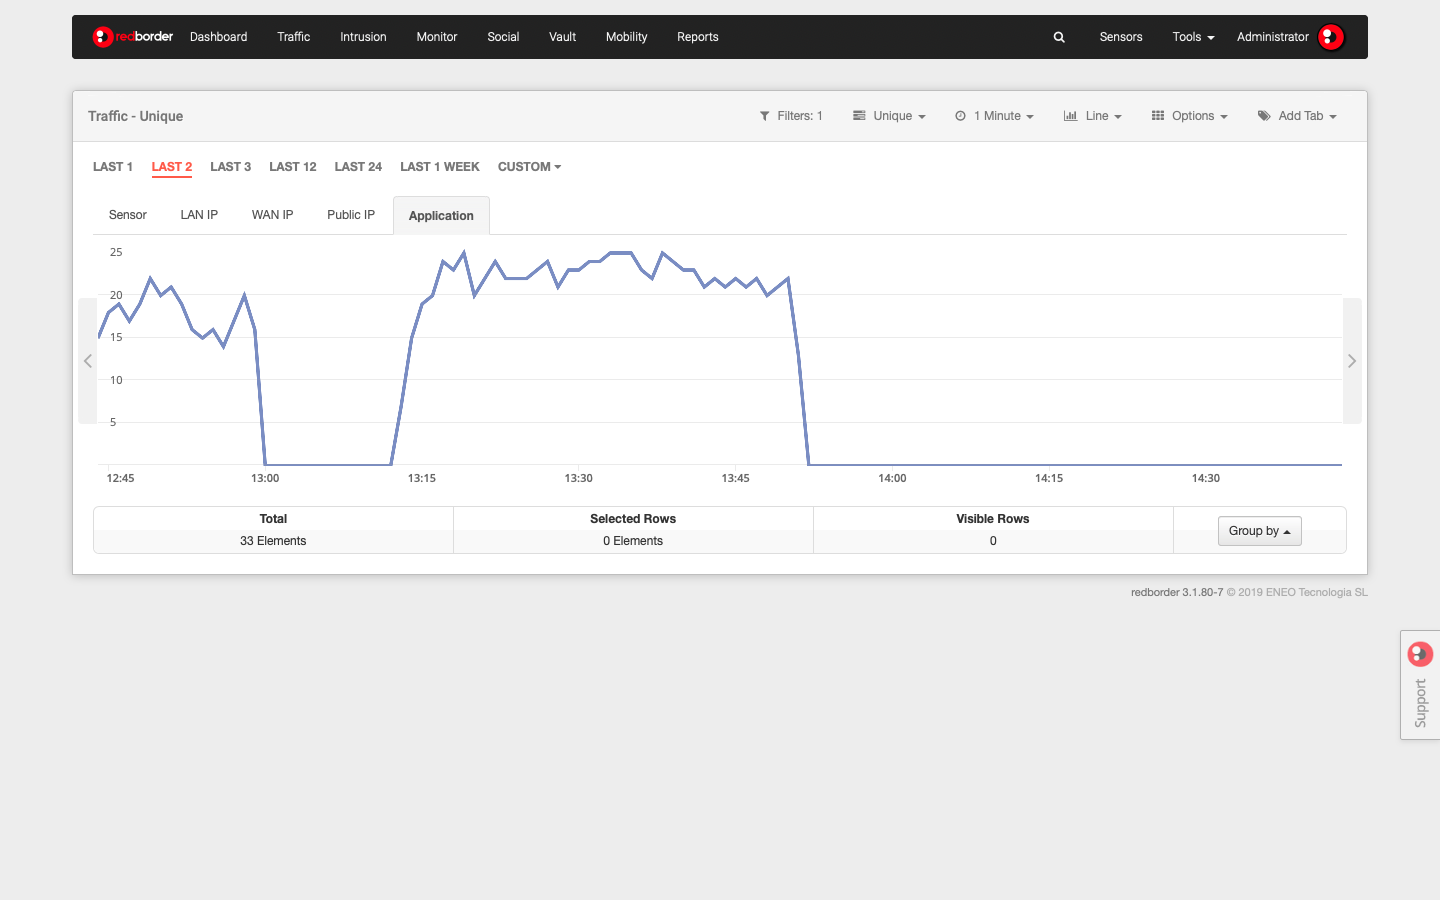 redborder Dashboard Traffic Intrusion Monitor Social Vault Mobility Reports Sensors Tools Administrator
Traffic - Unique Filters: 1 Unique 1 Minute Line Options Add Tab
LAST 1 LAST 2 LAST 3 LAST 12 LAST 24 LAST 1 WEEK CUSTOM
Sensor LAN IP WAN IP Public IP Application
25
20
15
10
5
12:45 13:00 13:15 13:30 13:45 14:00 14:15 14:30
Total Selected Rows Visible Rows
Group by
33 Elements 0 Elements 0
redborder 3.1.80-7 © 2019 ENEO Tecnologia SL
Support